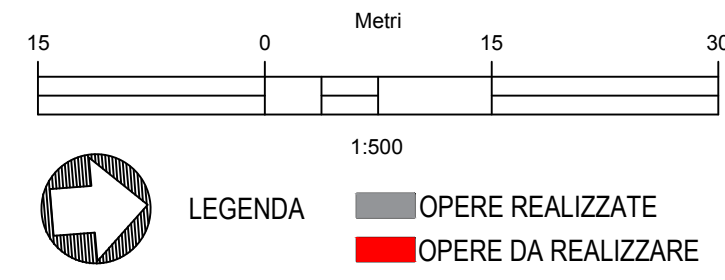 Metri
15 0 15 30
1:500
LEGENDA OPERE REALIZZATE
OPERE DA REALIZZARE